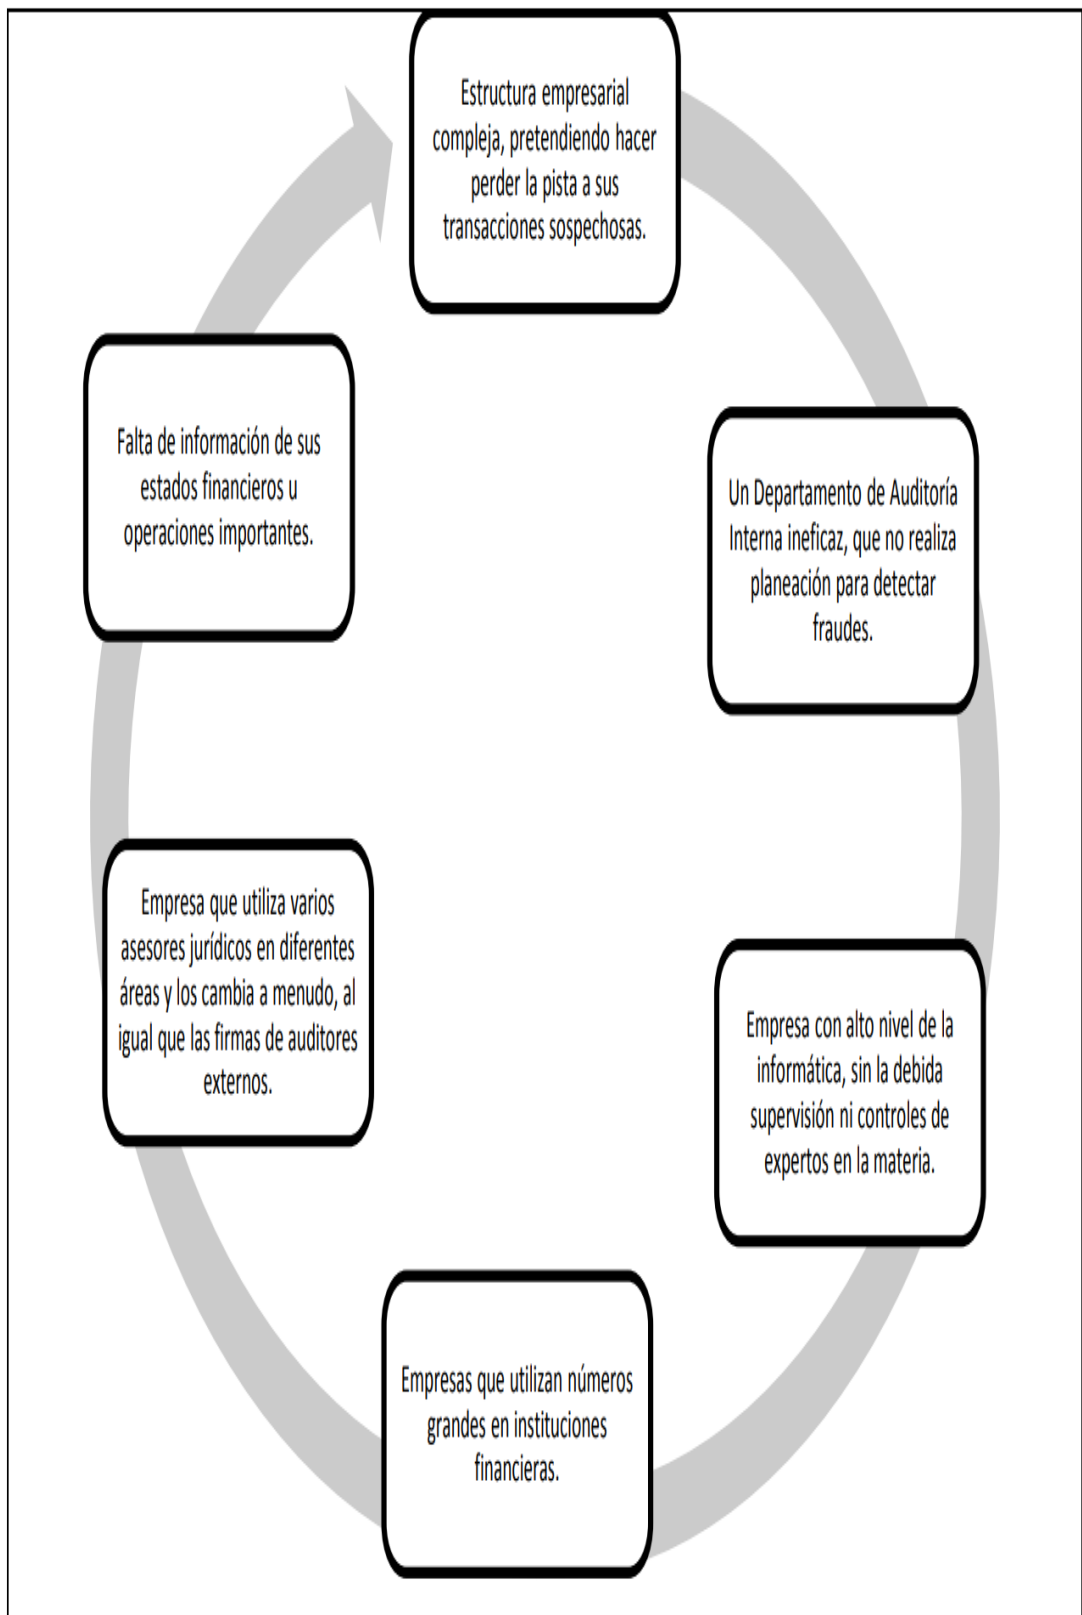 Estructura empresarial
compleja, pretendiendo hacer
perder la pista a sus
transacciones sospechosas.
Un Departamento de Auditoría
Interna ineficaz, que no realiza
planeación para detectar
fraudes.
Empresa con alto nivel de la
informática, sin la debida
supervisión ni controles de
expertos en la materia.
Empresas que utilizan números
grandes en instituciones
financieras.
Empresa que utiliza varios
asesores jurídicos en diferentes
áreas y los cambia a menudo, al
igual que las firmas de auditores
externos.
Falta de información de sus
estados financieros u
operaciones importantes.